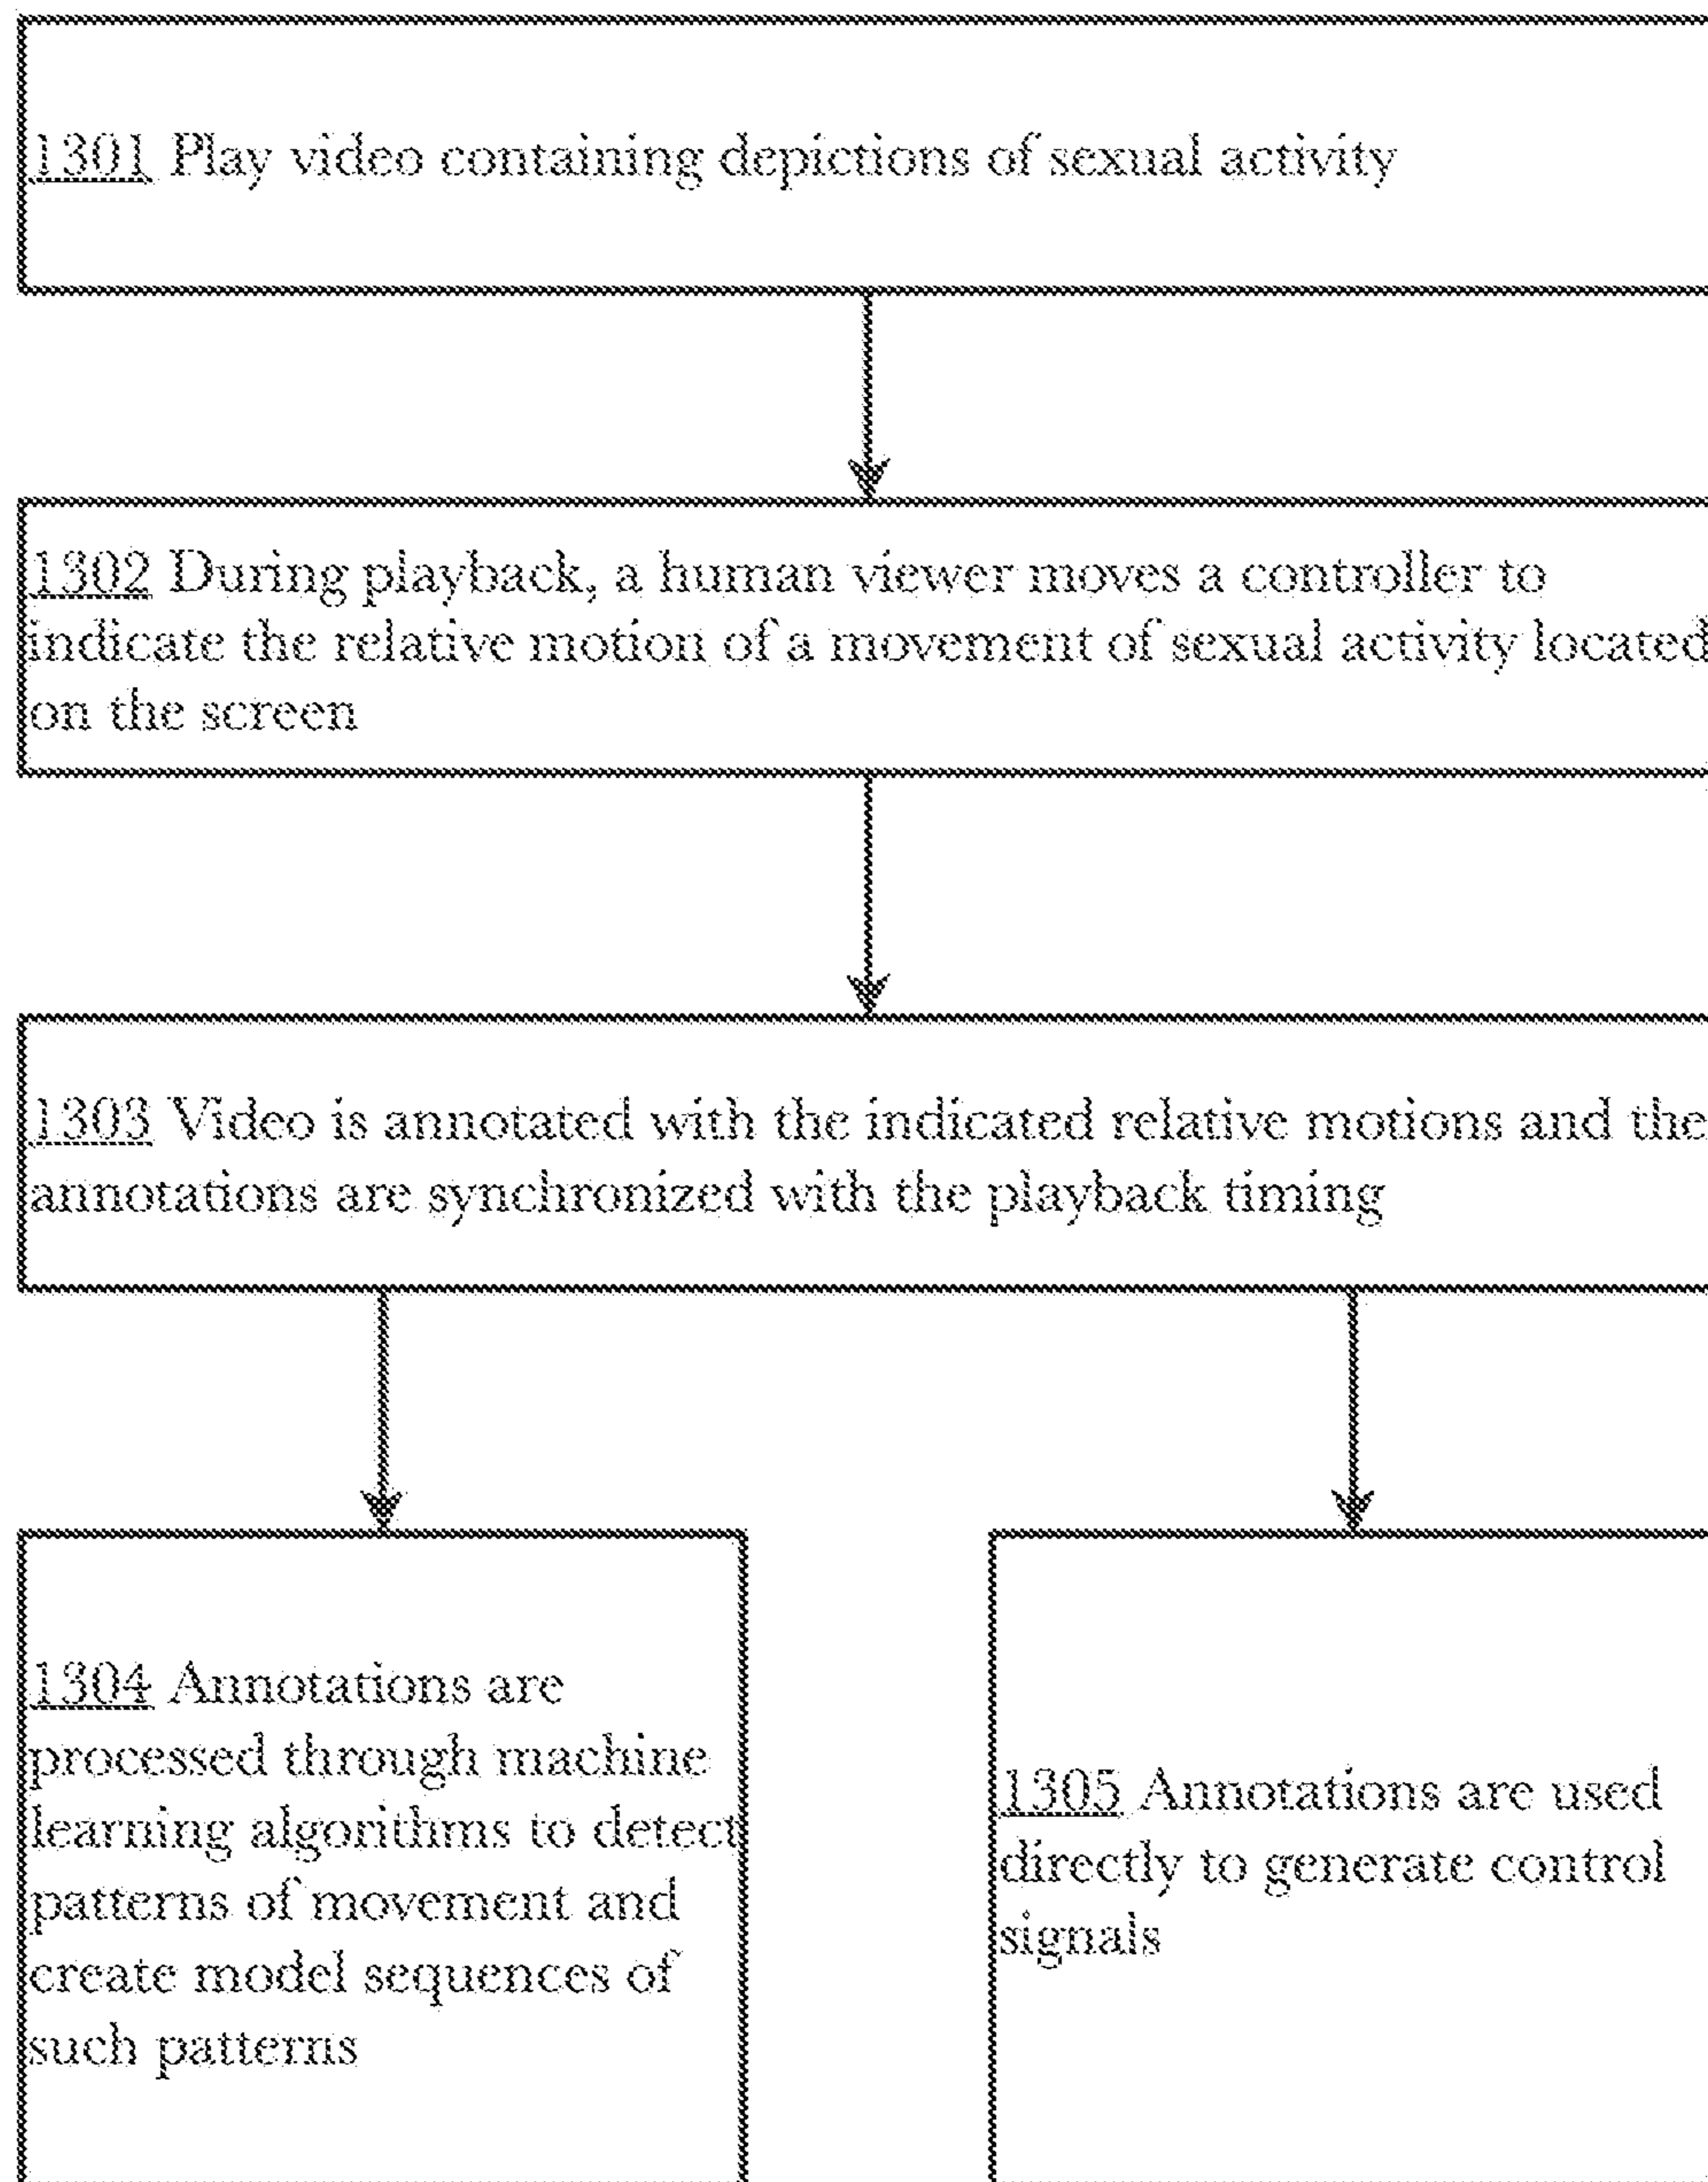 1301 Play video containing depictions of sexual activity
1302 During playback, a human viewer moves a controller to
indicate the relative motion of a movement of sexual activity located
on the screen
1303 Video is annotated with the indicated relative motions and the
annotations are synchronized with the playback timing
1304 Annotations are
processed through machine
learning algorithms to detect
patterns of movement and
create model sequences of
such patterns
1305 Annotations are used
directly to generate control
signals